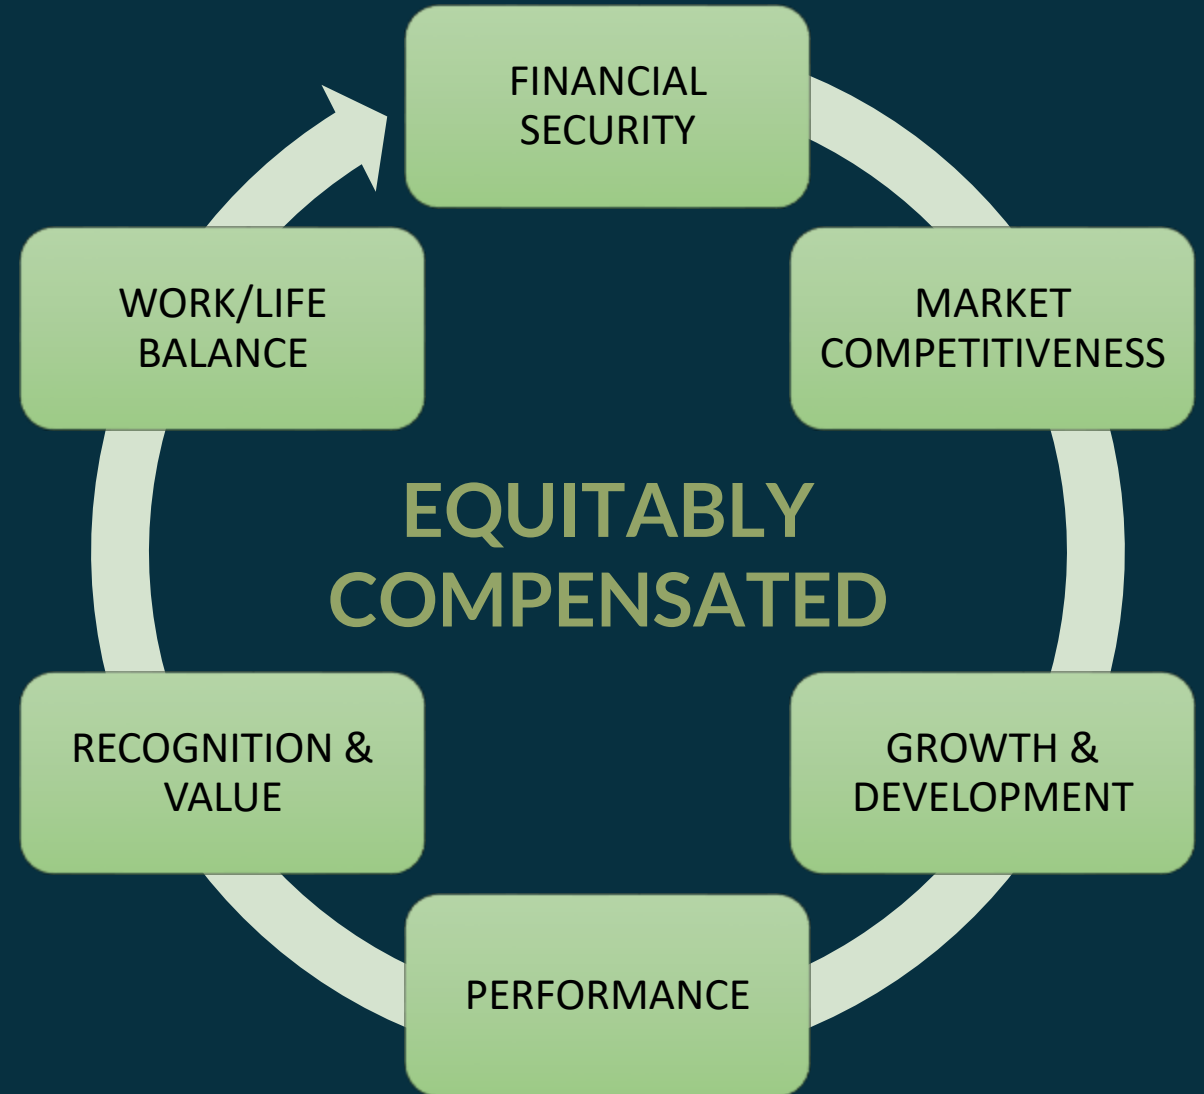 FINANCIAL
SECURITY
MARKET
COMPETITIVENESS
GROWTH &
DEVELOPMENT
PERFORMANCE
RECOGNITION &
VALUE
WORK/LIFE
BALANCE
EQUITABLY
COMPENSATED